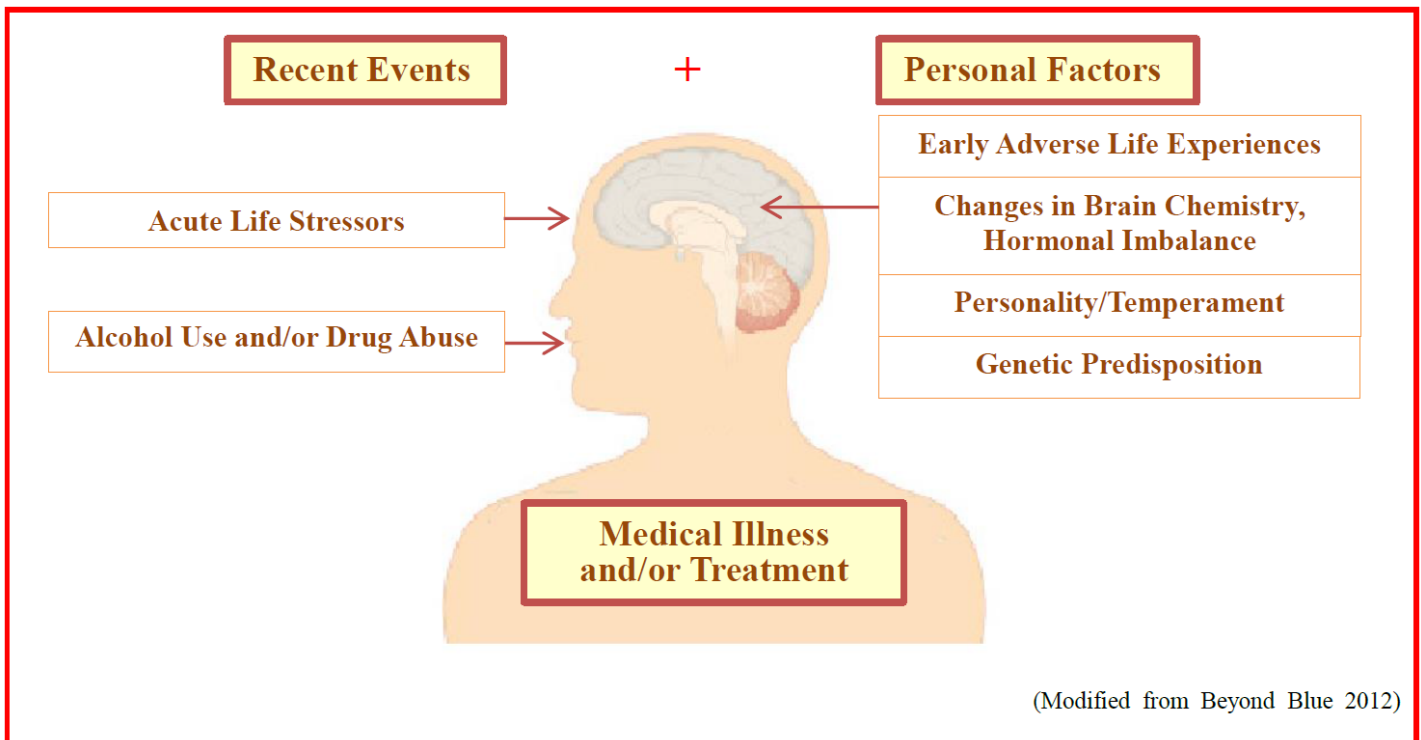 Recent Events
+
Personal Factors
Acute Life Stressors
Alcohol Use and/or Drug Abuse
Early Adverse Life Experiences
Changes in Brain Chemistry,
Hormonal Imbalance
Personality/Temperament
Genetic Predisposition
Medical Illness
and/or Treatment
(Modified from Beyond Blue 2012)